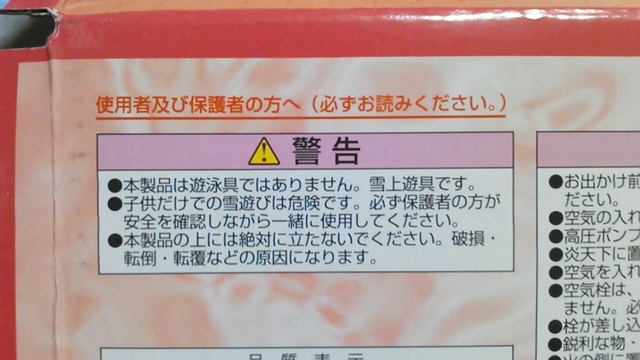 使用者及び保護者の方へ（必ずお読みください。）
警告
●本製品は遊泳具ではありません。雪上遊具です。
●子供だけでの雪遊びは危険です。必ず保護者の方が
安全を確認しながら一緒に使用してください。
●本製品の上には絶対に立たないでください。破損・
転倒・転覆などの原因になります。
●お出かけ前
ださい。
●空気の入れ
●高圧ポンプ
●炎天下に置
●空気を入れ
●空気栓は、
ません。必
●栓が差し込
●鋭利な物・
品質表示